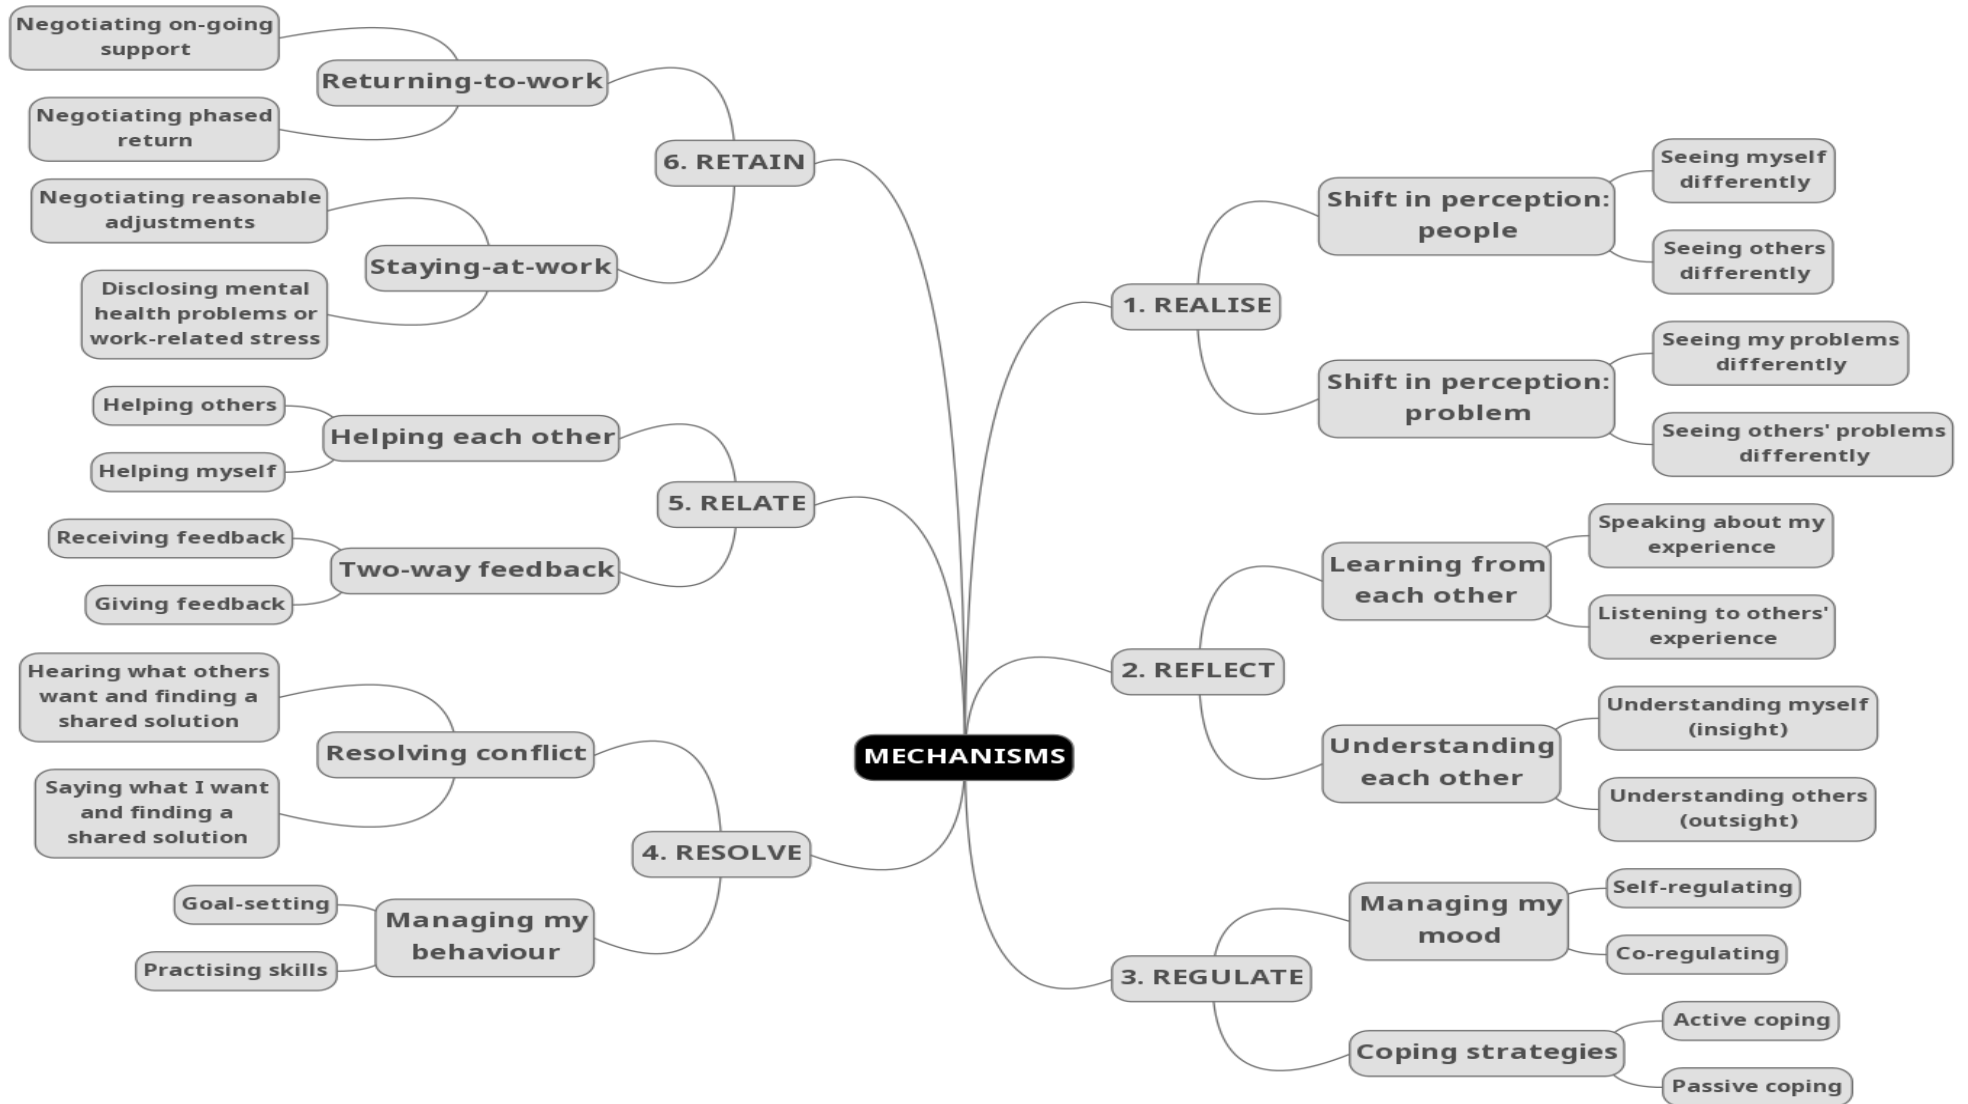 MECHANISMS
1. REALISE
Shift in perception:
people
Seeing myself
differently
Seeing others
differently
Shift in perception:
problem
Seeing my problems
differently
Seeing others' problems
differently
2. REFLECT
Learning from
each other
Speaking about my
experience
Listening to others'
experience
Understanding
each other
Understanding myself
(insight)
Understanding others
(outsight)
3. REGULATE
Managing my
mood
Self-regulating
Co-regulating
Coping strategies
Active coping
Passive coping
4. RESOLVE
Resolving conflict
Hearing what others
want and finding a
shared solution
Saying what I want
and finding a
shared solution
Managing my
behaviour
Goal-setting
Practising skills
5. RELATE
Helping each other
Helping others
Helping myself
Two-way feedback
Receiving feedback
Giving feedback
6. RETAIN
Returning-to-work
Negotiating on-going
support
Negotiating phased
return
Staying-at-work
Negotiating reasonable
adjustments
Disclosing mental
health problems or
work-related stress